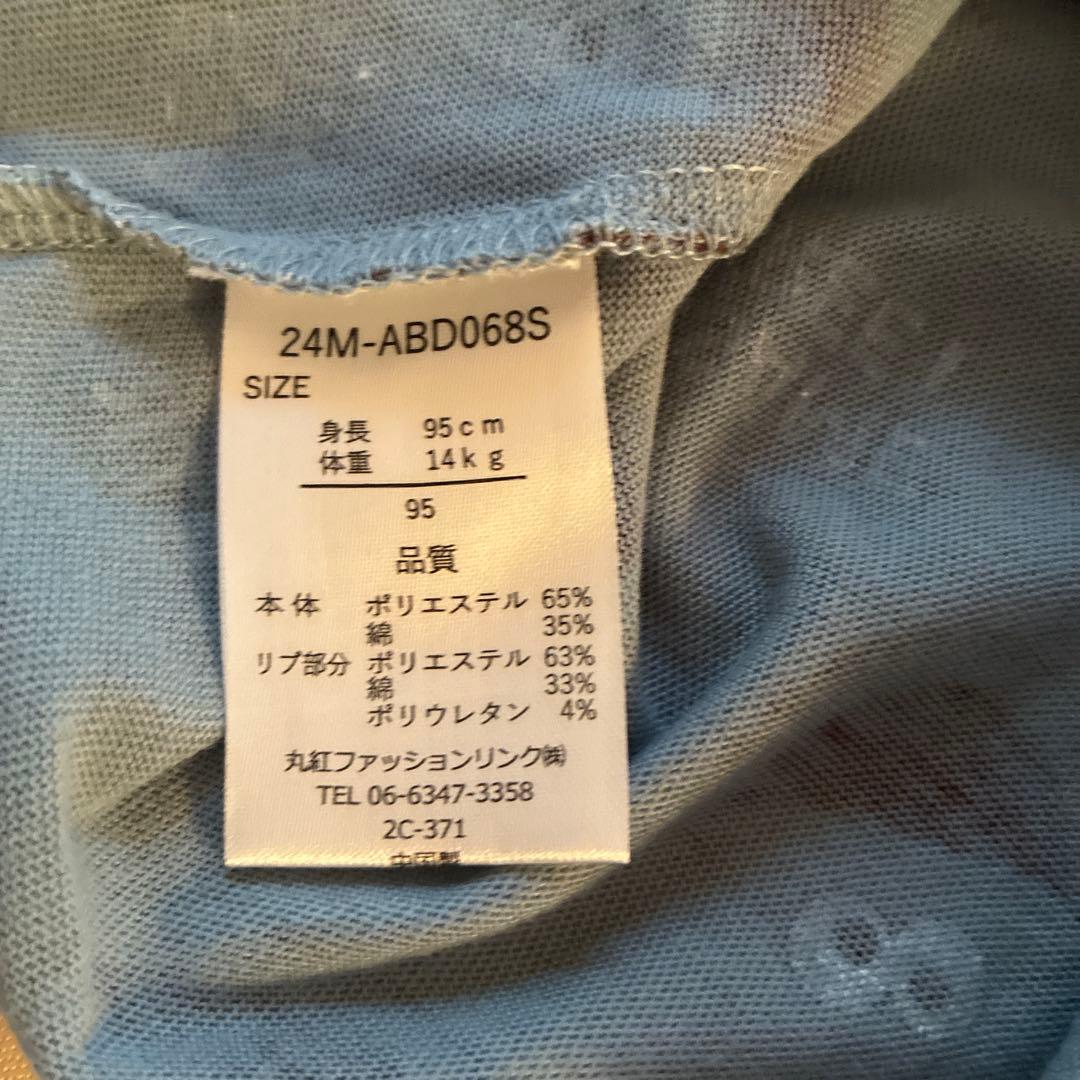 24M-ABD068S
SIZE
身長 95cm
体重 14kg
95
品質
本体 ポリエステル 65%
綿 35%
リブ部分 ポリエステル 63%
綿 33%
ポリウレタン 4%
丸紅ファッションリンク㈱
TEL 06-6347-3358
2C-371
中国製